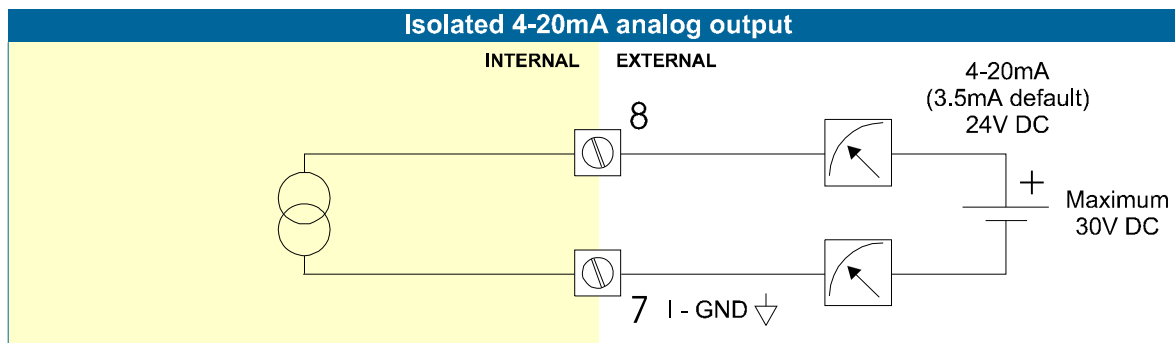 Isolated 4-20mA analog output
INTERNAL
EXTERNAL
4-20mA
(3.5mA default)
24V DC
8
+
Maximum
30V DC
7 I - GND